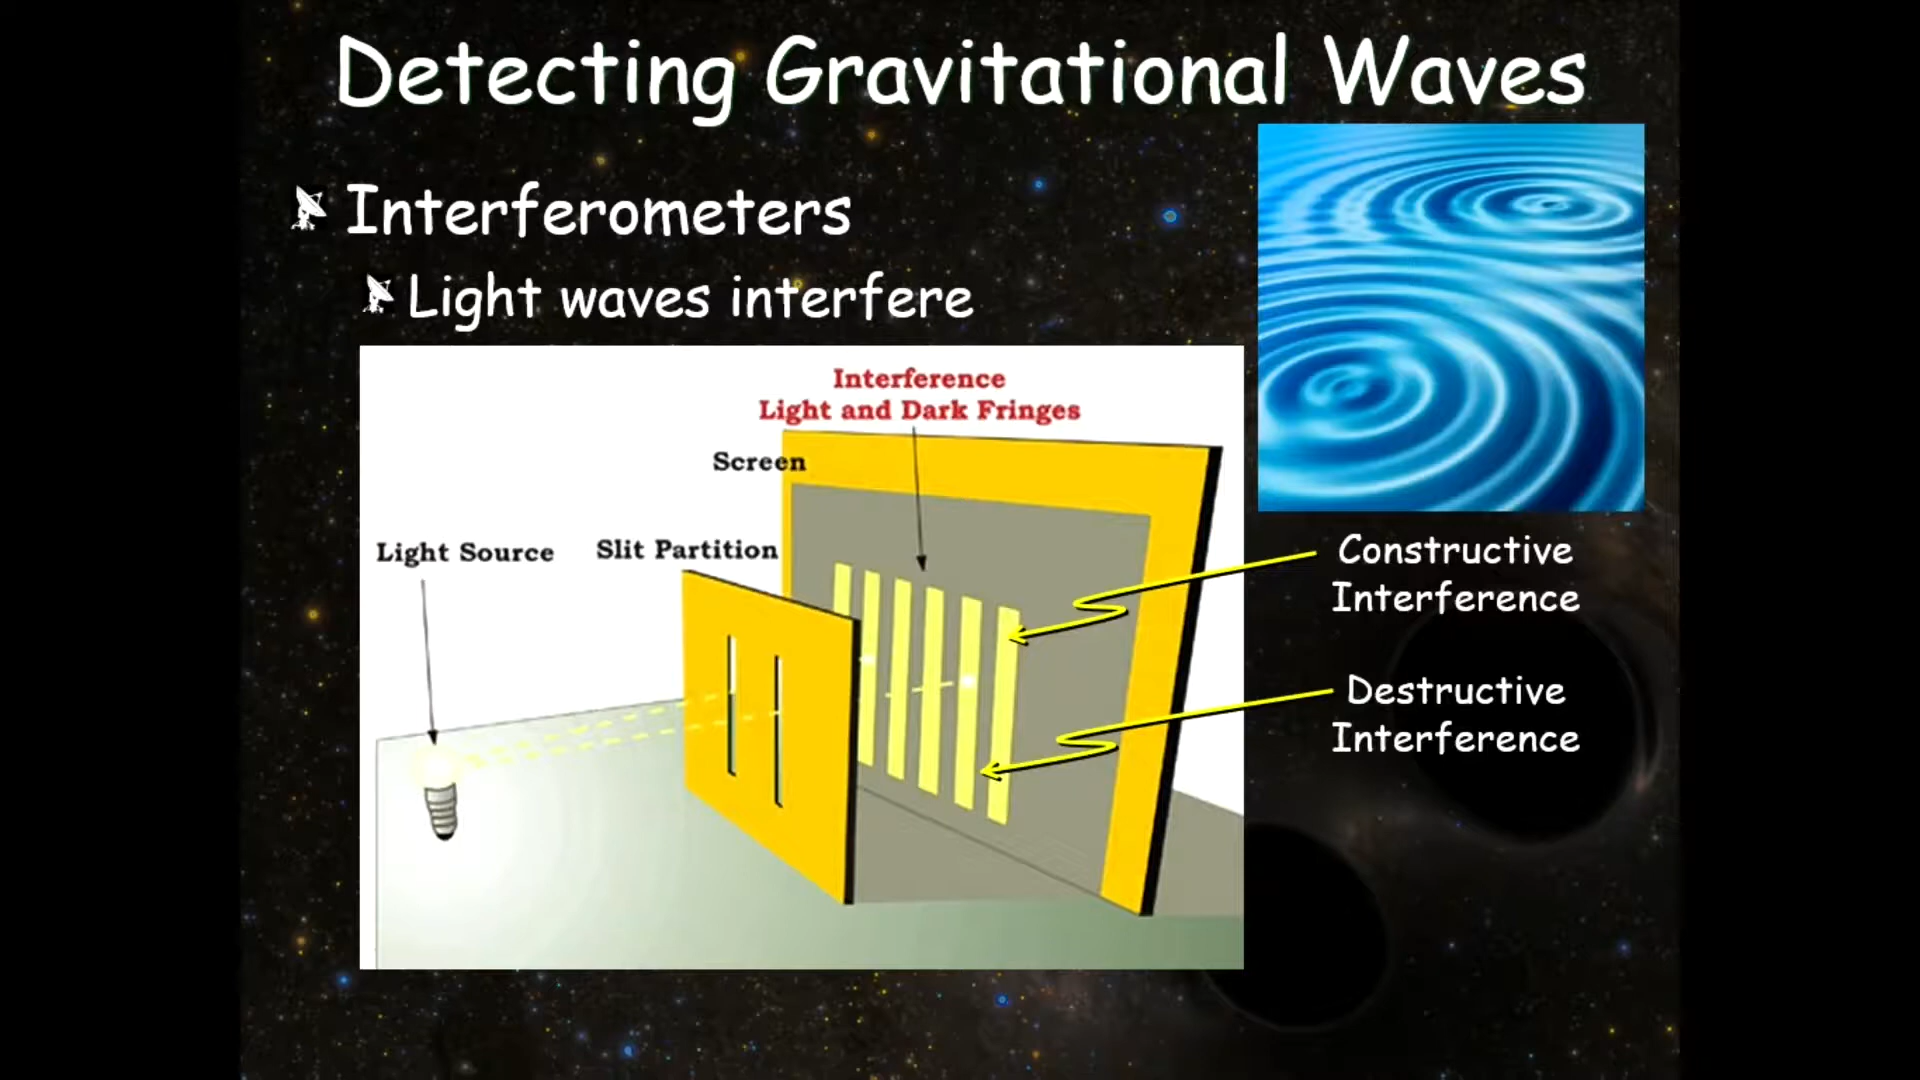 Detecting Gravitational Waves
Interferometers
Light waves interfere
Interference
Light and Dark Fringes
Screen
Light Source
Slit Partition
Constructive
Interference
Destructive
Interference